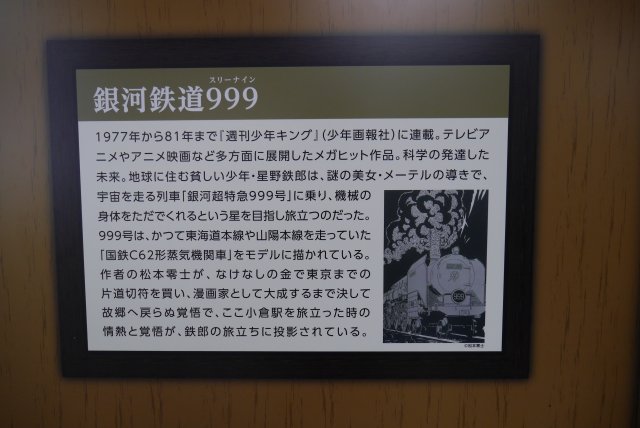 スリーナイン
銀河鉄道999
1977年から81年まで『週刊少年キング』(少年画報社)に連載。テレビア
ニメやアニメ映画など多方面に展開したメガヒット作品。科学の発達した
未来。地球に住む貧しい少年・星野鉄郎は、謎の美女・メーテルの導きで、
宇宙を走る列車「銀河超特急999号」に乗り、機械の
身体をただでくれるという星を目指し旅立つのだった。
999号は、かつて東海道本線や山陽本線を走っていた
「国鉄C62形蒸気機関車」をモデルに描かれている。
作者の松本零士が、なけなしの金で東京までの
片道切符を買い、漫画家として大成するまで決して
故郷へ戻らぬ覚悟で、ここ小倉駅を旅立った時の
情熱と覚悟が、鉄郎の旅立ちに投影されている。
999
©松本零士